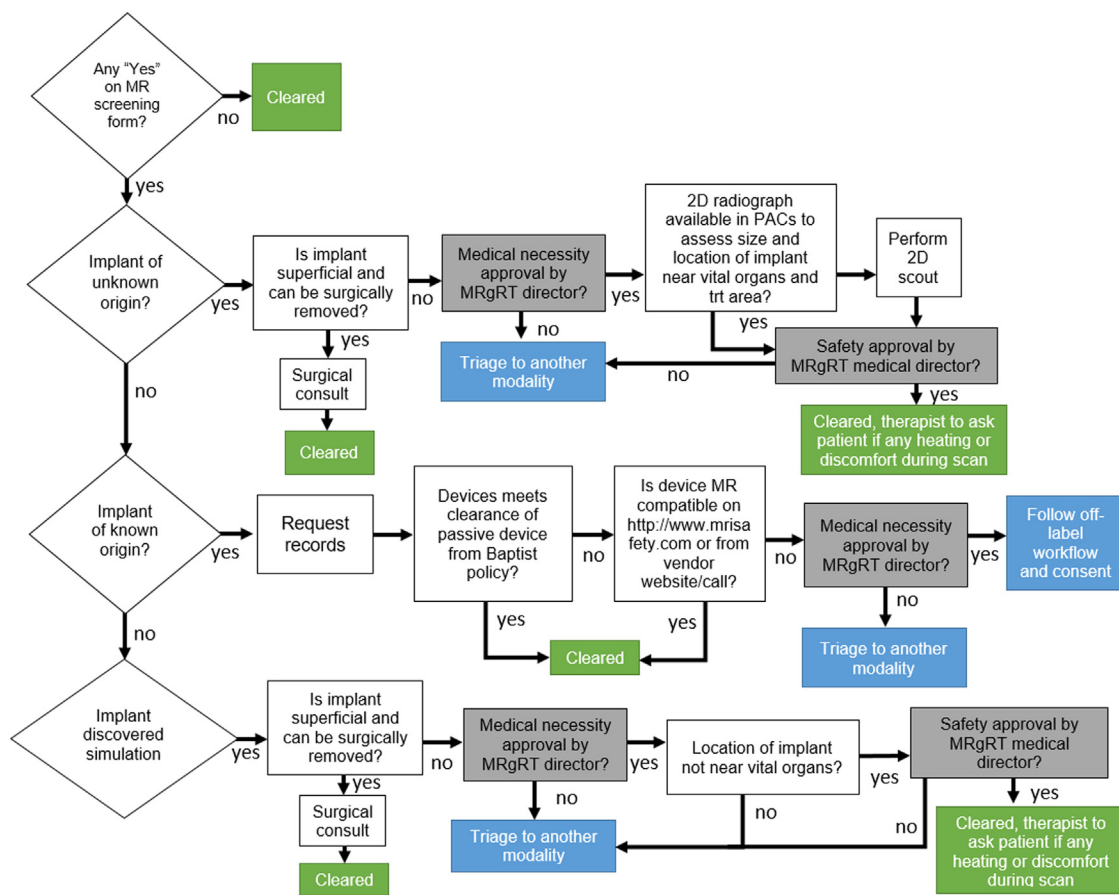 Any “Yes”
on MR
screening
form?
no
Cleared
yes
Implant of
unknown
origin?
yes
Is implant
superficial and
can be surgically
removed?
no
Medical necessity
approval by
MRgRT director?
yes
2D radiograph
available in PACs to
assess size and
location of implant
near vital organs and
trt area?
Perform
2D
scout
yes
Surgical
consult
Cleared
no
Triage to another
modality
yes
Safety approval by
MRgRT medical
director?
no
yes
Cleared, therapist to ask
patient if any heating or
discomfort during scan
no
Implant
of known
origin?
yes
Request
records
Devices meets
clearance of
passive device
from Baptist
policy?
no
Is device MR
compatible on
http://www.mrisa
fety.com or from
vendor
website/call?
no
Medical necessity
approval by
MRgRT director?
yes
Follow off-
label
workflow
and consent
yes
yes
Cleared
no
Triage to another
modality
no
Implant
discovered
simulation
yes
Is implant
superficial and
can be surgically
removed?
no
Medical necessity
approval by
MRgRT director?
yes
Location of implant
not near vital organs?
yes
Safety approval by
MRgRT medical
director?
yes
Surgical
consult
Cleared
no
Triage to another
modality
no
no
yes
Cleared, therapist to
ask patient if any
heating or discomfort
during scan